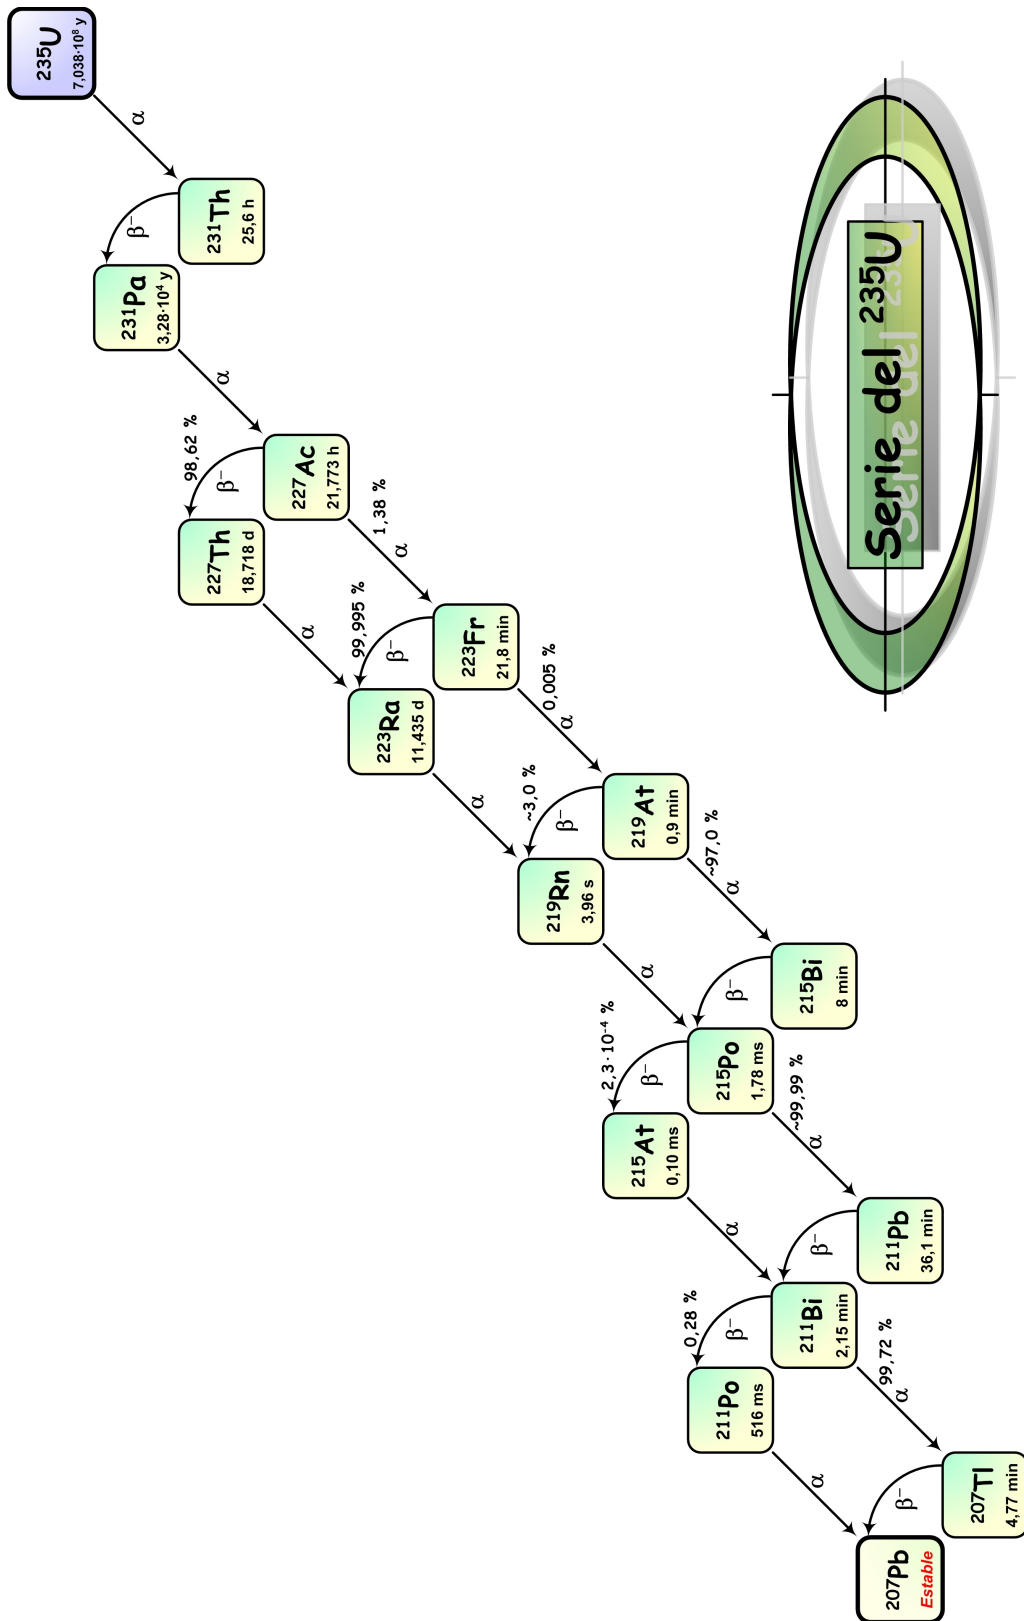 235U
7,038·10⁸ y
α
231Th
25,6 h
β⁻
231Pa
3,28·10⁴ y
α
227Ac
21,773 h
98,62 %
β⁻
227Th
18,718 d
1,38 %
α
α
223Fr
21,8 min
99,995 %
β⁻
223Ra
11,435 d
0,005 %
α
α
219At
0,9 min
~3,0 %
β⁻
219Rn
3,96 s
~97,0 %
α
α
215Bi
8 min
β⁻
215Po
1,78 ms
2,3·10⁻⁴ %
β⁻
215At
0,10 ms
~99,99 %
α
α
211Pb
36,1 min
β⁻
211Bi
2,15 min
0,28 %
β⁻
211Po
516 ms
99,72 %
α
α
207Tl
4,77 min
β⁻
207Pb
Estable
Serie del 235U